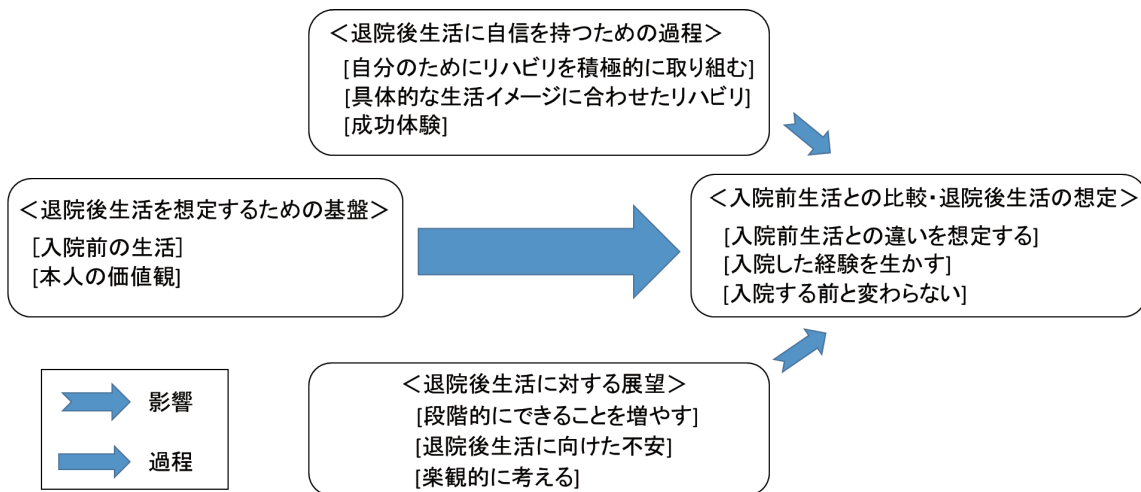 ＜退院後生活に自信を持つための過程＞
[自分のためにリハビリを積極的に取り組む]
[具体的な生活イメージに合わせたリハビリ]
[成功体験]
＜退院後生活を想定するための基盤＞
[入院前の生活]
[本人の価値観]
＜入院前生活との比較・退院後生活の想定＞
[入院前生活との違いを想定する]
[入院した経験を生かす]
[入院する前と変わらない]
＜退院後生活に対する展望＞
[段階的にできることを増やす]
[退院後生活に向けた不安]
[楽観的に考える]
影響
過程